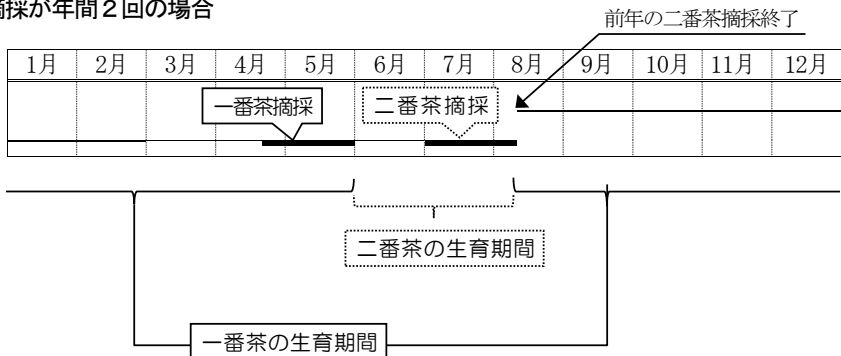 摘採が年間２回の場合
前年の二番茶摘採終了
1月 2月 3月 4月 5月 6月 7月 8月 9月 10月 11月 12月
一番茶摘採 二番茶摘採
二番茶の生育期間
一番茶の生育期間